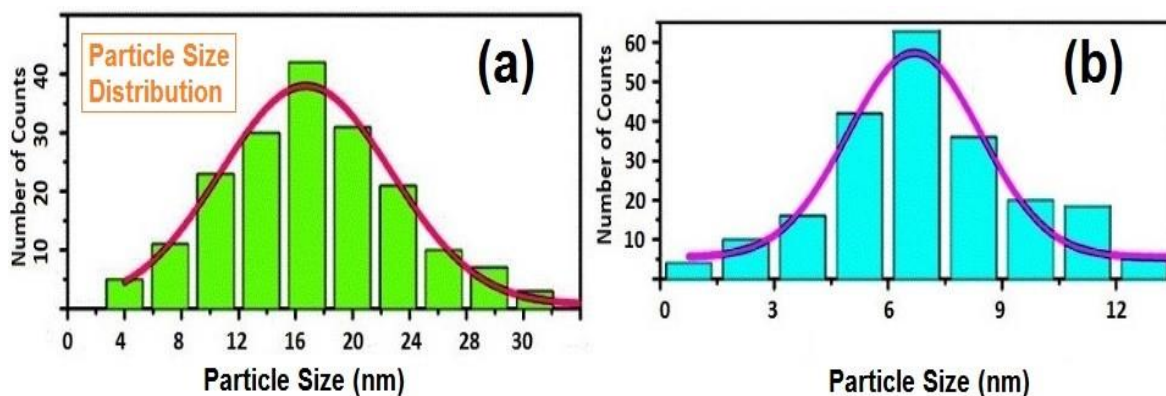 Particle Size
Distribution
(a)
Number of Counts
40
30
20
10
0 4 8 12 16 20 24 28 30
Particle Size (nm)
(b)
Number of Counts
60
50
40
30
20
10
0 3 6 9 12
Particle Size (nm)